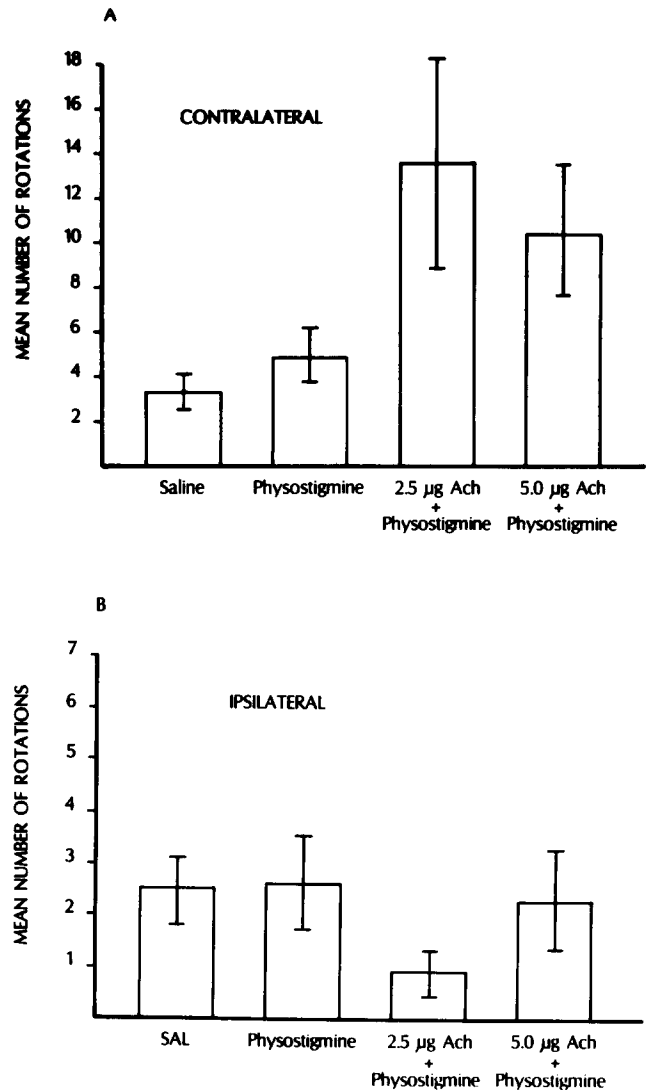 A
MEAN NUMBER OF ROTATIONS
18
16
14
12
10
8
6
4
2
CONTRALATERAL
Saline
Physostigmine
2.5 µg Ach
+
Physostigmine
5.0 µg Ach
+
Physostigmine
B
MEAN NUMBER OF ROTATIONS
7
6
5
4
3
2
1
IPSILATERAL
SAL
Physostigmine
2.5 µg Ach
+
Physostigmine
5.0 µg Ach
+
Physostigmine